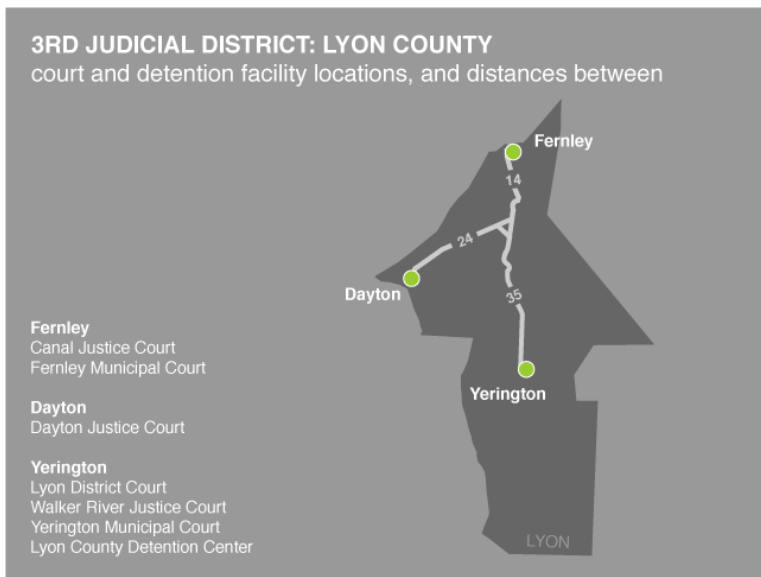 3RD JUDICIAL DISTRICT: LYON COUNTY
court and detention facility locations, and distances between
Fernley
14
24
Dayton
35
Yerington
Fernley
Canal Justice Court
Fernley Municipal Court
Dayton
Dayton Justice Court
Yerington
Lyon District Court
Walker River Justice Court
Yerington Municipal Court
Lyon County Detention Center
LYON